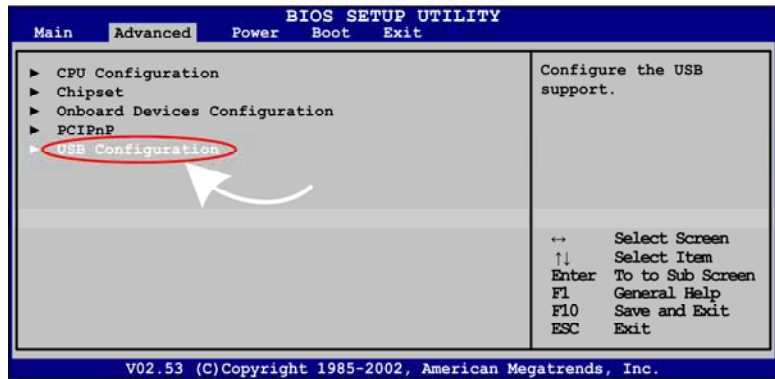 BIOS SETUP UTILITY
Main Advanced Power Boot Exit
► CPU Configuration
► Chipset
► Onboard Devices Configuration
► PCIPnP
► USB Configuration
Configure the USB
support.
↔ Select Screen
↑↓ Select Item
Enter To to Sub Screen
F1 General Help
F10 Save and Exit
ESC Exit
V02.53 (C)Copyright 1985-2002, American Megatrends, Inc.